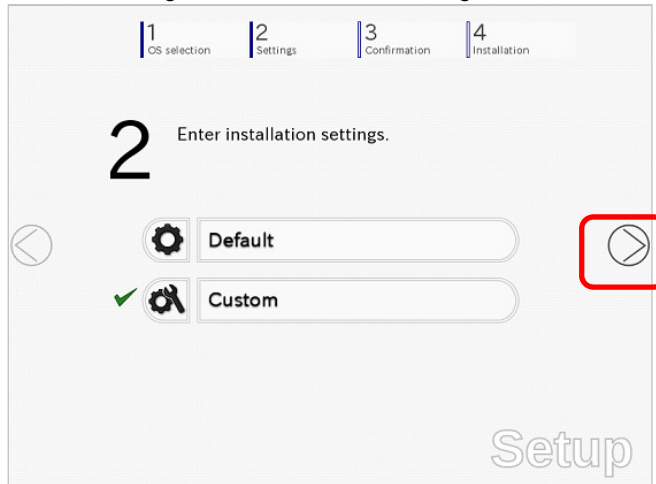 1 2 3 4
OS selection Settings Confirmation Installation
2 Enter installation settings.
Default
Custom
Setup